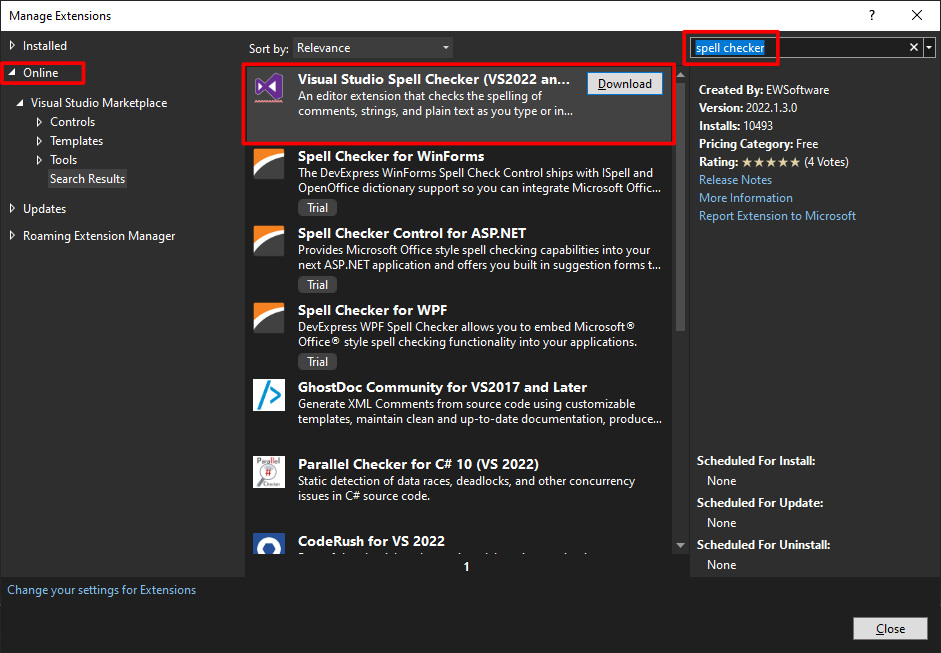 Manage Extensions
?
Installed
Online
Visual Studio Marketplace
Controls
Templates
Tools
Search Results
Updates
Roaming Extension Manager
Sort by: Relevance
Visual Studio Spell Checker (VS2022 an...
Download
An editor extension that checks the spelling of
comments, strings, and plain text as you type or in...
Spell Checker for WinForms
The DevExpress WinForms Spell Check Control ships with ISpell and
OpenOffice dictionary support so you can integrate Microsoft Offic...
Trial
Spell Checker Control for ASP.NET
Provides Microsoft Office style spell checking capabilities into your
next ASP.NET application and offers you built in suggestion forms t...
Trial
Spell Checker for WPF
DevExpress WPF Spell Checker allows you to embed Microsoft®
Office® style spell checking functionality into your applications.
Trial
GhostDoc Community for VS2017 and Later
Generate XML Comments from source code using customizable
templates, maintain clean and up-to-date documentation, produce...
Parallel
#
Checker
Parallel Checker for C# 10 (VS 2022)
Static detection of data races, deadlocks, and other concurrency
issues in C# source code.
CodeRush for VS 2022
1
spell checker
Created By: EWSoftware
Version: 2022.1.3.0
Installs: 10493
Pricing Category: Free
Rating: ★★★★★ (4 Votes)
Release Notes
More Information
Report Extension to Microsoft
Scheduled For Install:
None
Scheduled For Update:
None
Scheduled For Uninstall:
None
Change your settings for Extensions
Close